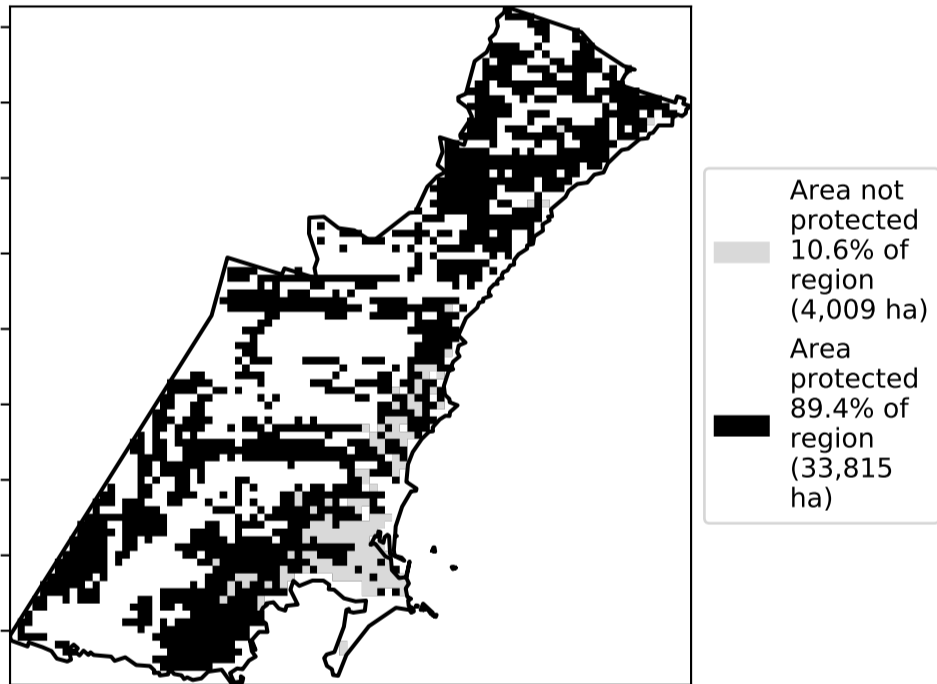 Area not
protected
10.6% of
region
(4,009 ha)
Area
protected
89.4% of
region
(33,815
ha)